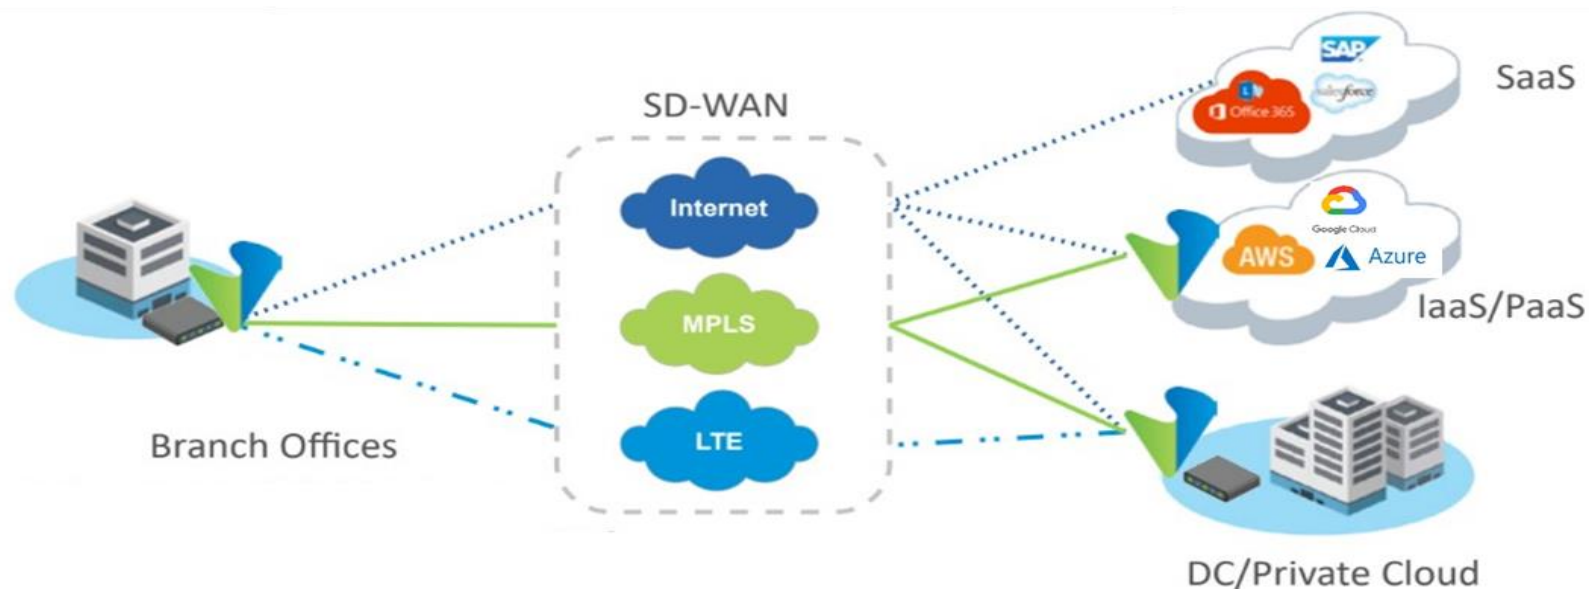 SD-WAN
Internet
MPLS
LTE
Branch Offices
SAP
Office 365
salesforce
SaaS
Google Cloud
AWS
Azure
IaaS/PaaS
DC/Private Cloud